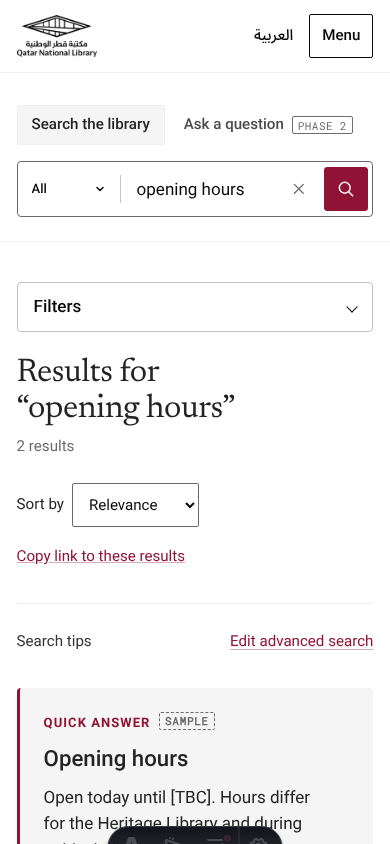 مكتبة قطر الوطنية
Qatar National Library
العربية
Menu
Search the library
Ask a question PHASE 2
All
opening hours
Filters
Results for
“opening hours”
2 results
Sort by Relevance
Copy link to these results
Search tips
Edit advanced search
QUICK ANSWER SAMPLE
Opening hours
Open today until [TBC]. Hours differ
for the Heritage Library and during